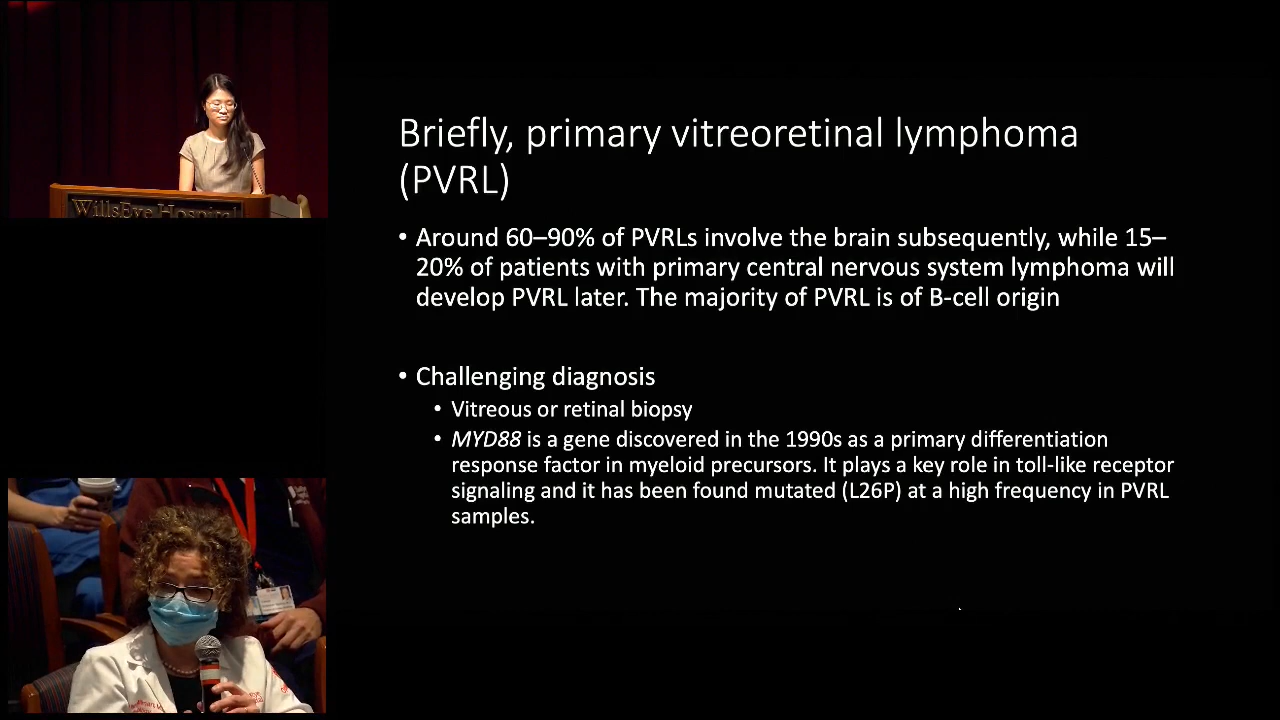 Briefly, primary vitreoretinal lymphoma
(PVRL)
• Around 60–90% of PVRLs involve the brain subsequently, while 15–
20% of patients with primary central nervous system lymphoma will
develop PVRL later. The majority of PVRL is of B-cell origin
• Challenging diagnosis
• Vitreous or retinal biopsy
• MYD88 is a gene discovered in the 1990s as a primary differentiation
response factor in myeloid precursors. It plays a key role in toll-like receptor
signaling and it has been found mutated (L26P) at a high frequency in PVRL
samples.
WillsEye Hospital